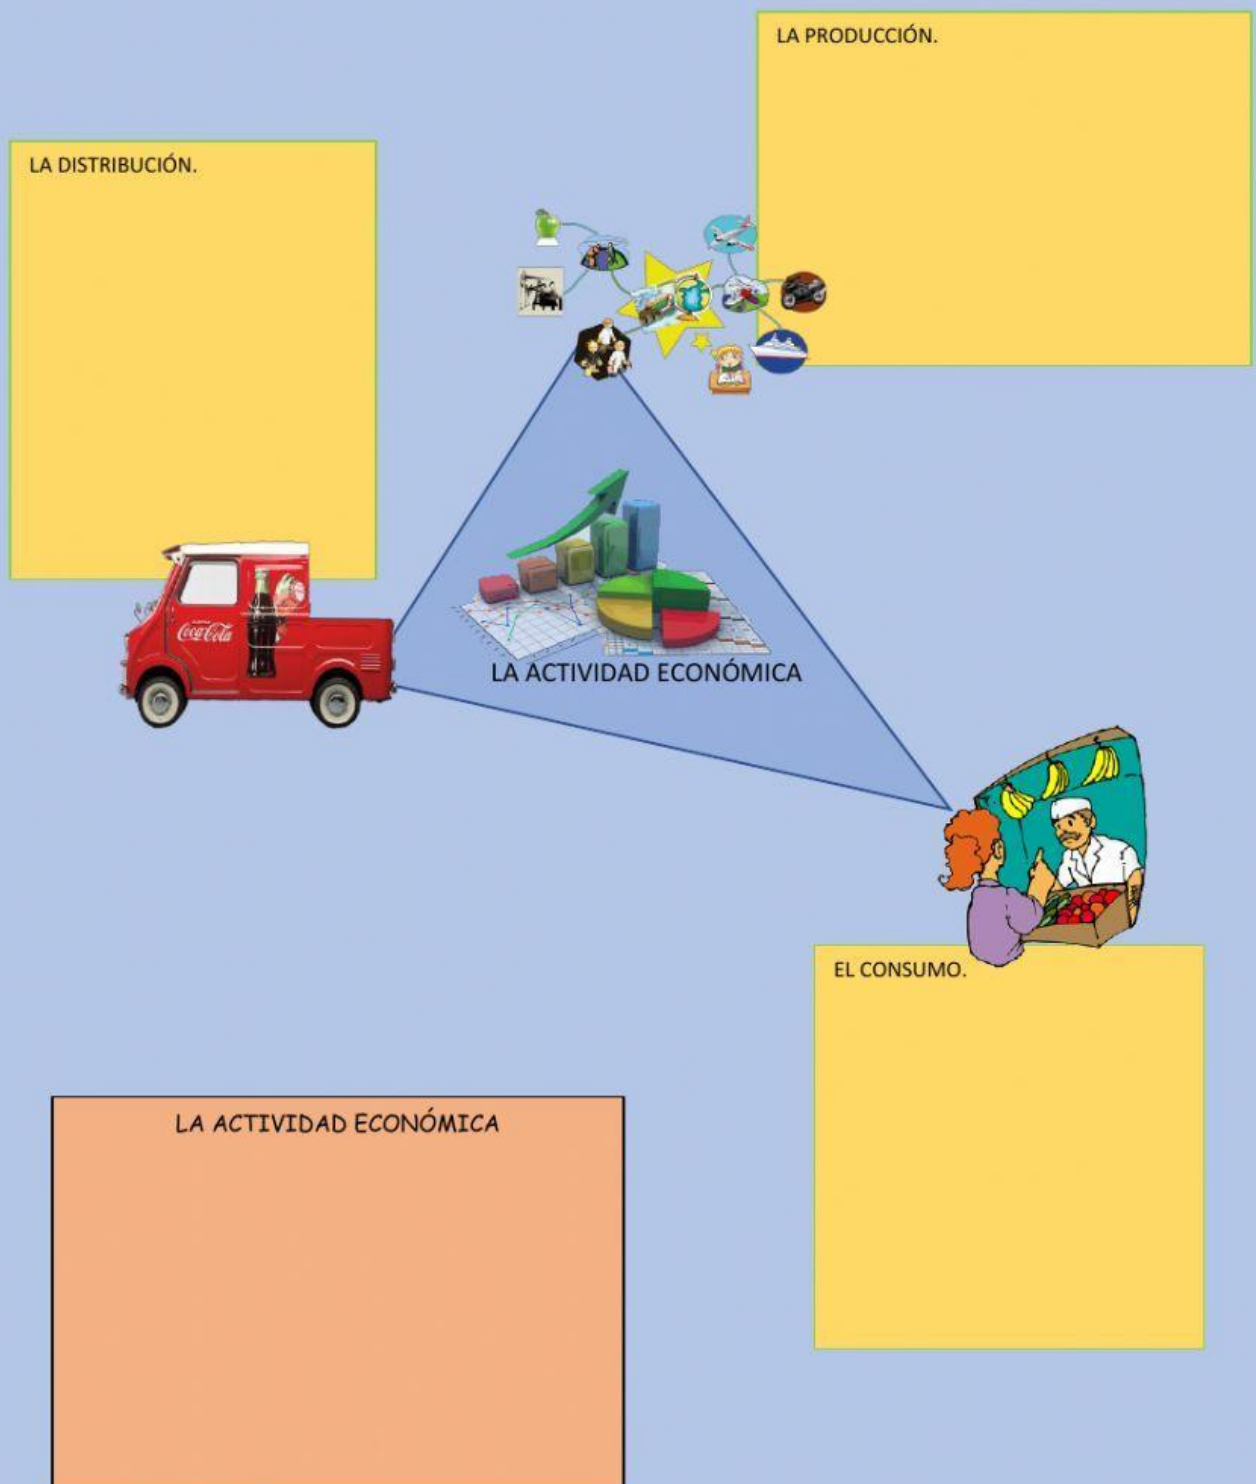 LA PRODUCCIÓN.
LA DISTRIBUCIÓN.
Coca-Cola
LA ACTIVIDAD ECONÓMICA
EL CONSUMO.
LA ACTIVIDAD ECONÓMICA